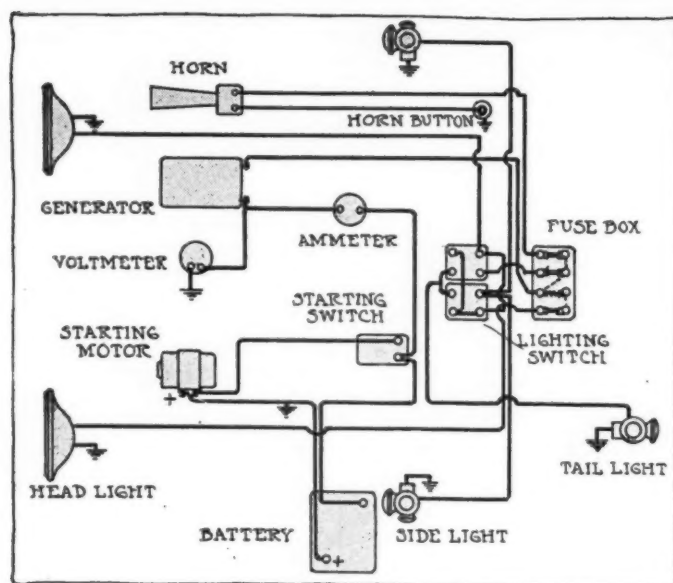 HORN
HORN BUTTON
GENERATOR
AMMETER
FUSE BOX
VOLTMETER
STARTING
SWITCH
LIGHTING
SWITCH
STARTING
MOTOR
+
TAIL LIGHT
HEAD LIGHT
BATTERY
+
SIDE LIGHT